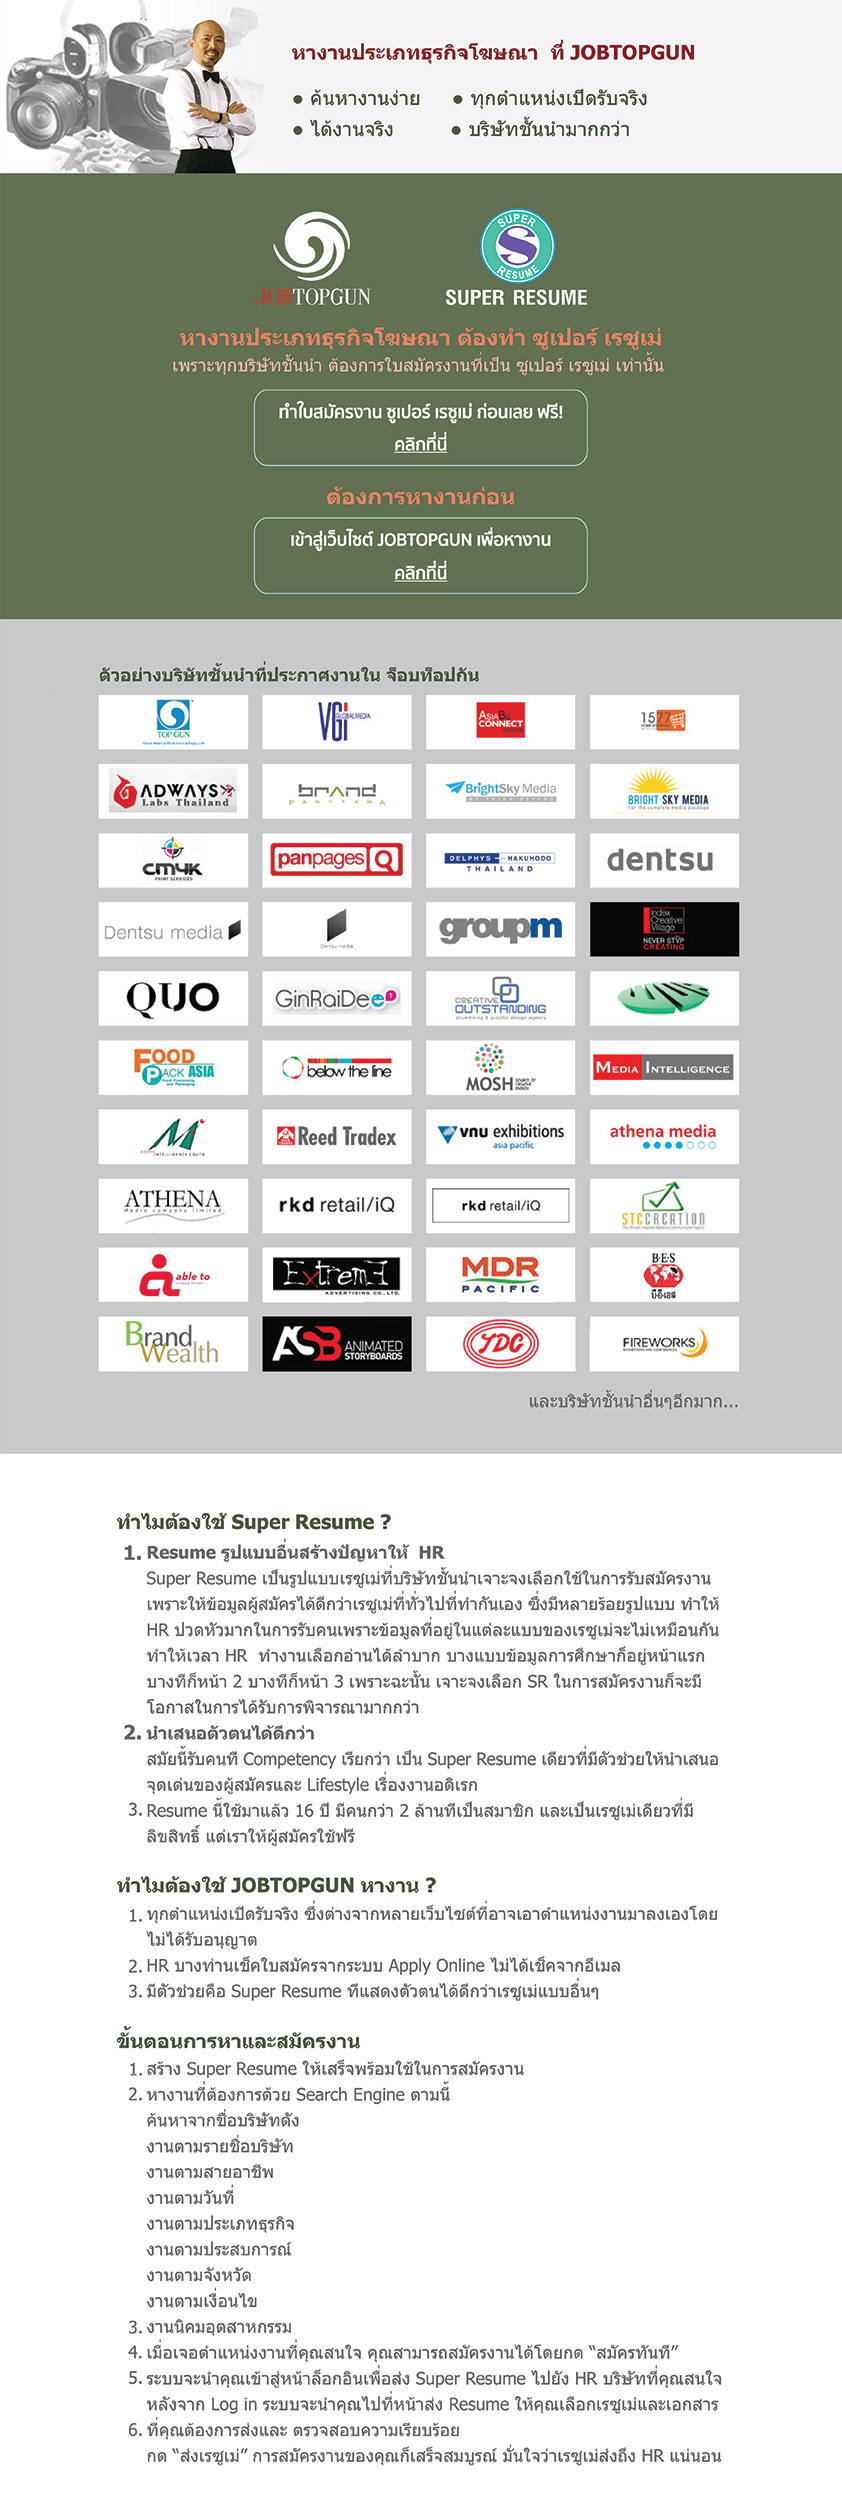 หางานประเภทธุรกิจโฆษณา ที่ JOBTOPGUN
● ค้นหางานง่าย ● ทุกตำแหน่งเปิดรับจริง
● ได้งานจริง ● บริษัทชั้นนำมากกว่า
SUPER
S
RESUME
JOBTOPGUN SUPER RESUME
หางานประเภทธุรกิจโฆษณา ต้องทำ ซูเปอร์ เรซูเม่
เพราะทุกบริษัทชั้นนำ ต้องการใบสมัครงานที่เป็น ซูเปอร์ เรซูเม่ เท่านั้น
ทำใบสมัครงาน ซูเปอร์ เรซูเม่ ก่อนเลย ฟรี!
คลิกที่นี่
ต้องการหางานก่อน
เข้าสู่เว็บไซต์ JOBTOPGUN เพื่อหางาน
คลิกที่นี่
ตัวอย่างบริษัทชั้นนำที่ประกาศงานใน จ็อบท็อปกัน
TOP GUN
VGi GLOBALMEDIA
ASIA BIZ CONNECT
1577
ADWAYS Labs Thailand
brand PANORAMA
BrightSky Media
BRIGHT SKY MEDIA For the complete media package
CM4K PRINT SERVICES
panpages
DELPHYS HAKUHODO THAILAND
dentsu
Dentsu media
Dentsu media
groupm
Index Creative Village NEVER STOP CREATING
QUO
GinRaiDee ?
CREATIVE OUTSTANDING advertising & graphic design agency
FOOD PACK ASIA Food Processing and Packaging
below the line
MOSH SOURCE OF CREATIVE ENERGY
MEDIA INTELLIGENCE
Mi MEDIA INTELLIGENCE CO.,LTD
Reed Tradex
vnu exhibitions asia pacific
athena media
ATHENA Media company limited
rkd retail/iQ
rkd retail/iQ
STCCREATION
able to
ExtremE ADVERTISING CO.,LTD.
MDR PACIFIC
B·E·S บีอีเอส
Brand Wealth
ASB ANIMATED STORYBOARDS
TDG
FIREWORKS
และบริษัทชั้นนำอื่นๆอีกมาก...
ทำไมต้องใช้ Super Resume ?
1. Resume รูปแบบอื่นสร้างปัญหาให้ HR
Super Resume เป็นรูปแบบเรซูเม่ที่บริษัทชั้นนำเจาะจงเลือกใช้ในการรับสมัครงาน
เพราะให้ข้อมูลผู้สมัครได้ดีกว่าเรซูเม่ที่ทั่วไปที่ทำกันเอง ซึ่งมีหลายร้อยรูปแบบ ทำให้
HR ปวดหัวมากในการรับคนเพราะข้อมูลที่อยู่ในแต่ละแบบของเรซูเม่จะไม่เหมือนกัน
ทำให้เวลา HR ทำงานเลือกอ่านได้ลำบาก บางแบบข้อมูลการศึกษาก็อยู่หน้าแรก
บางทีก็หน้า 2 บางทีก็หน้า 3 เพราะฉะนั้น เจาะจงเลือก SR ในการสมัครงานก็จะมี
โอกาสในการได้รับการพิจารณามากกว่า
2. นำเสนอตัวตนได้ดีกว่า
สมัยนี้รับคนที Competency เรียกว่า เป็น Super Resume เดียวที่มีตัวช่วยให้นำเสนอ
จุดเด่นของผู้สมัครและ Lifestyle เรื่องงานอดิเรก
3. Resume นี้ใช้มาแล้ว 16 ปี มีคนกว่า 2 ล้านทีเป็นสมาชิก และเป็นเรซูเม่เดียวที่มี
ลิขสิทธิ์ แต่เราให้ผู้สมัครใช้ฟรี
ทำไมต้องใช้ JOBTOPGUN หางาน ?
1. ทุกตำแหน่งเปิดรับจริง ซึ่งต่างจากหลายเว็บไซต์ที่อาจเอาตำแหน่งงานมาลงเองโดย
ไม่ได้รับอนุญาต
2. HR บางท่านเช็คใบสมัครจากระบบ Apply Online ไม่ได้เช็คจากอีเมล
3. มีตัวช่วยคือ Super Resume ทีแสดงตัวตนได้ดีกว่าเรซูเม่แบบอื่นๆ
ขั้นตอนการหาและสมัครงาน
1. สร้าง Super Resume ให้เสร็จพร้อมใช้ในการสมัครงาน
2. หางานที่ต้องการด้วย Search Engine ตามนี้
ค้นหาจากชื่อบริษัทดัง
งานตามรายชื่อบริษัท
งานตามสายอาชีพ
งานตามวันที่
งานตามประเภทธุรกิจ
งานตามประสบการณ์
งานตามจังหวัด
งานตามเงื่อนไข
3. งานนิคมอุตสาหกรรม
4. เมื่อเจอตำแหน่งงานที่คุณสนใจ คุณสามารถสมัครงานได้โดยกด “สมัครทันที”
5. ระบบจะนำคุณเข้าสู่หน้าล็อกอินเพื่อส่ง Super Resume ไปยัง HR บริษัทที่คุณสนใจ
หลังจาก Log in ระบบจะนำคุณไปที่หน้าส่ง Resume ให้คุณเลือกเรซูเม่และเอกสาร
6. ที่คุณต้องการส่งและ ตรวจสอบความเรียบร้อย
กด “ส่งเรซูเม่” การสมัครงานของคุณก็เสร็จสมบูรณ์ มั่นใจว่าเรซูเม่ส่งถึง HR แน่นอน